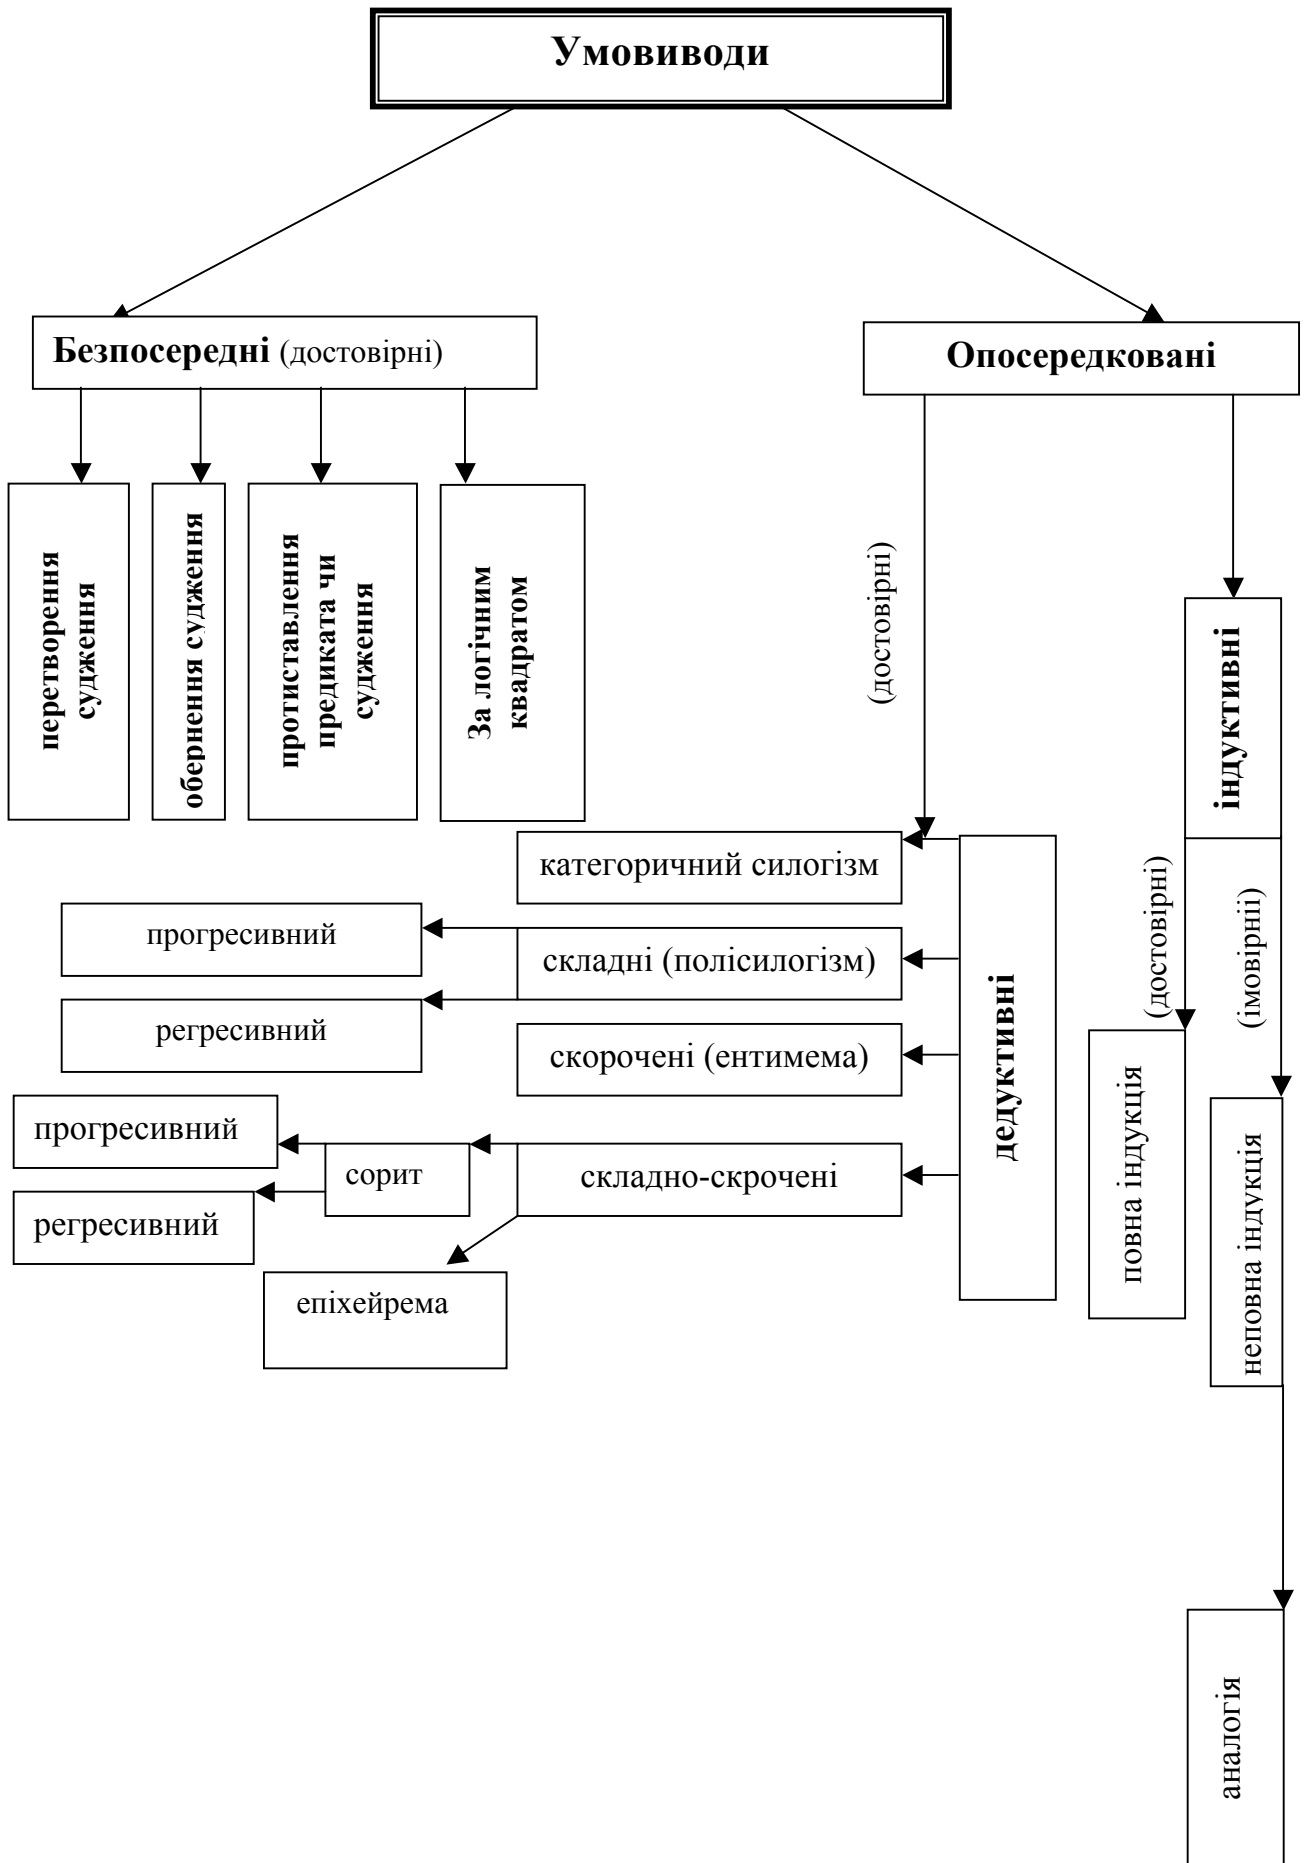 Умовиводи
Безпосередні (достовірні)
Опосередковані
перетворення
судження
обернення судження
протиставлення
предиката чи
судження
За логічним
квадратом
(достовірні)
індуктивні
категоричний силогізм
прогресивний
складні (полісилогізм)
регресивний
скорочені (ентимема)
прогресивний
сорит
складно-скрочені
регресивний
епіхейрема
дедуктивні
(достовірні)
(імовірніі)
повна індукція
неповна індукція
аналогія